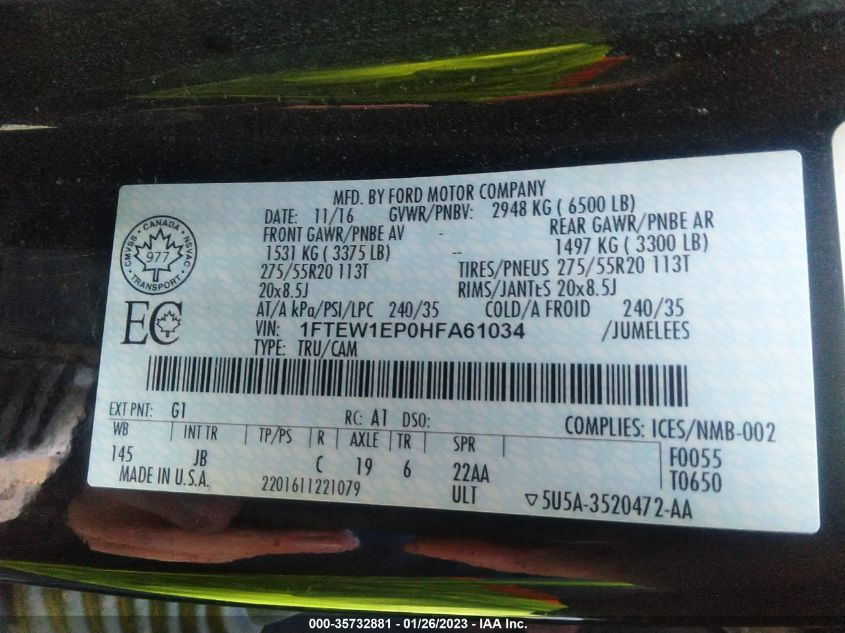 MFD. BY FORD MOTOR COMPANY
DATE: 11/16 GVWR/PNBV: 2948 KG ( 6500 LB)
FRONT GAWR/PNBE AV - REAR GAWR/PNBE AR
1531 KG ( 3375 LB) -- 1497 KG ( 3300 LB)
275/55R20 113T TIRES/PNEUS 275/55R20 113T
20x8.5J RIMS/JANTES 20x8.5J
AT/A kPa/PSI/LPC 240/35 COLD/A FROID 240/35
VIN: 1FTEW1EP0HFA61034 /JUMELEES
TYPE: TRU/CAM
CANADA
CMVSS NSVAC
977
TRANSPORT
EC
EXT PNT: G1 RC: A1 DSO: COMPLIES: ICES/NMB-002
WB INT TR TP/PS R AXLE TR SPR F0055
145 JB C 19 6 22AA T0650
MADE IN U.S.A. 2201611221079 ULT ▽5U5A-3520472-AA
000-35732881 - 01/26/2023 - IAA Inc.